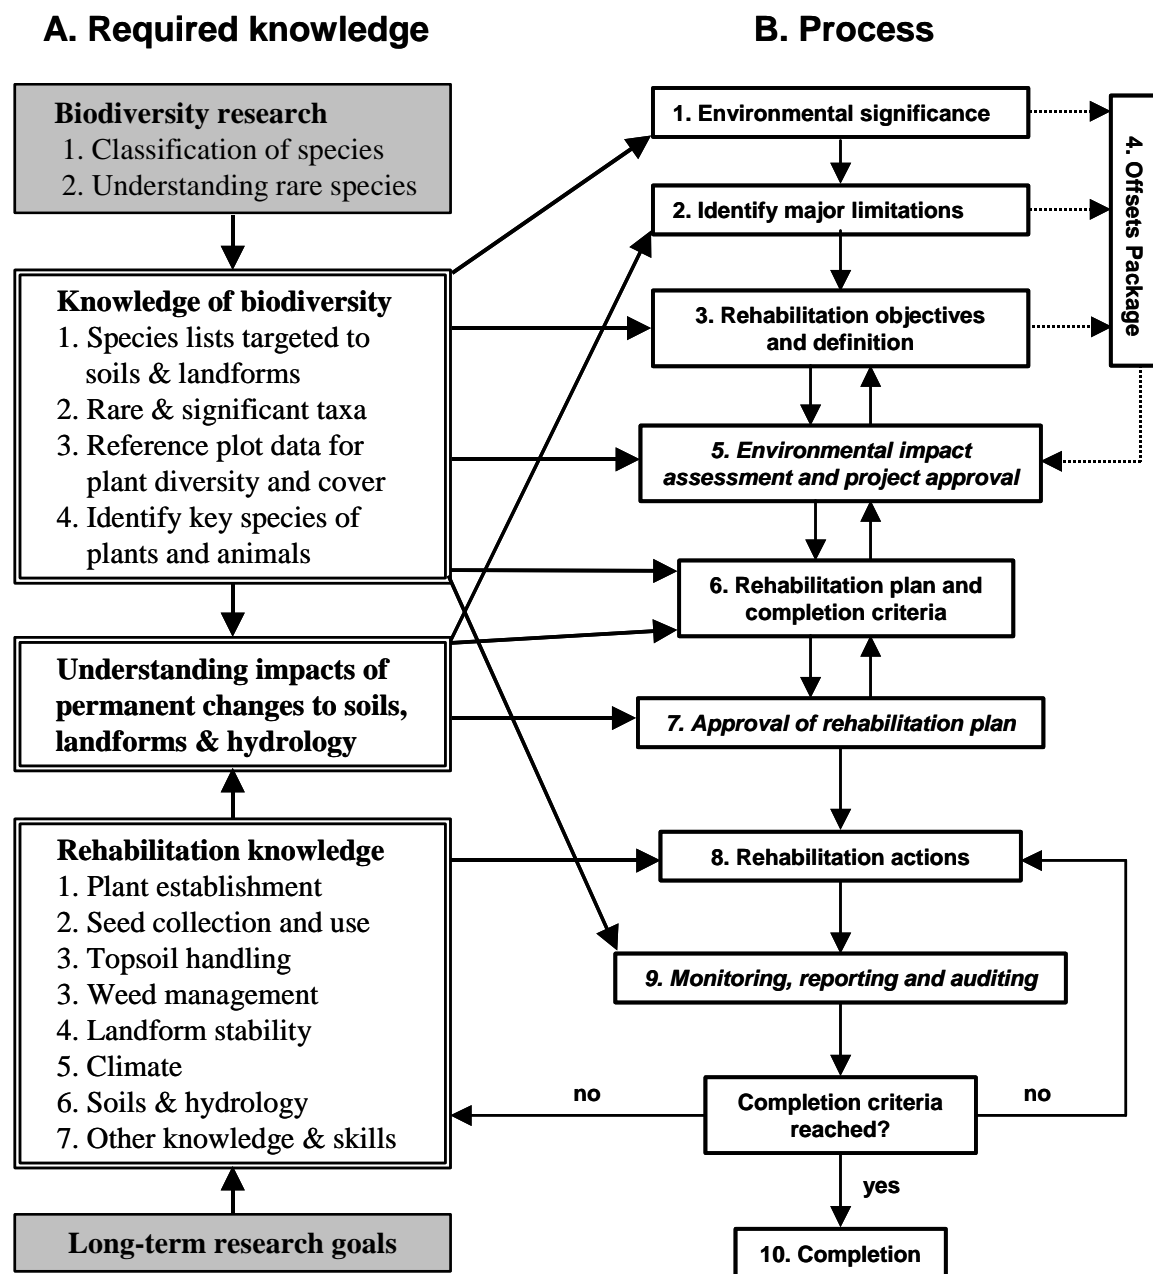 A. Required knowledge
Biodiversity research
1. Classification of species
2. Understanding rare species
Knowledge of biodiversity
1. Species lists targeted to
soils & landforms
2. Rare & significant taxa
3. Reference plot data for
plant diversity and cover
4. Identify key species of
plants and animals
Understanding impacts of
permanent changes to soils,
landforms & hydrology
Rehabilitation knowledge
1. Plant establishment
2. Seed collection and use
3. Topsoil handling
3. Weed management
4. Landform stability
5. Climate
6. Soils & hydrology
7. Other knowledge & skills
Long-term research goals
B. Process
1. Environmental significance
2. Identify major limitations
3. Rehabilitation objectives
and definition
4. Offsets Package
5. Environmental impact
assessment and project approval
6. Rehabilitation plan and
completion criteria
7. Approval of rehabilitation plan
8. Rehabilitation actions
9. Monitoring, reporting and auditing
no
Completion criteria
reached?
no
yes
10. Completion